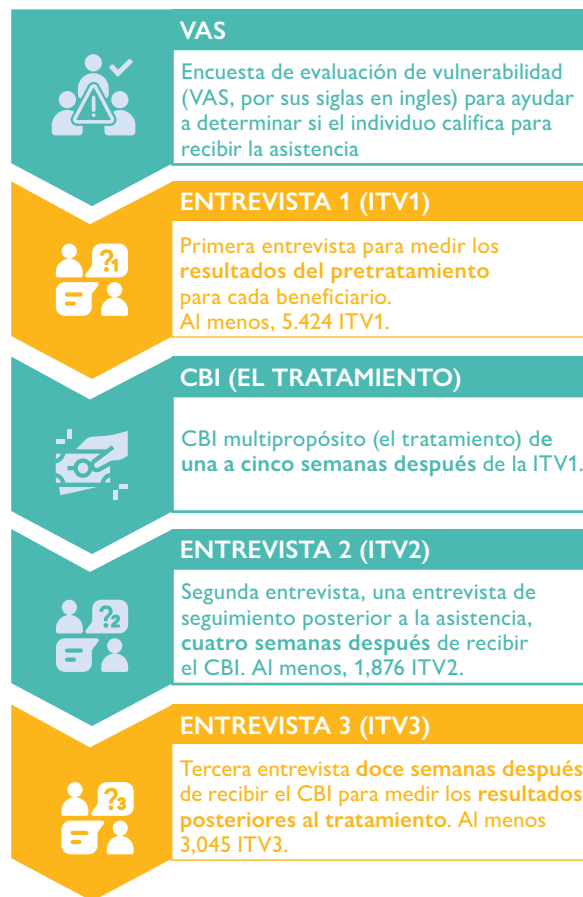 VAS
Encuesta de evaluación de vulnerabilidad
(VAS, por sus siglas en ingles) para ayudar
a determinar si el individuo califica para
recibir la asistencia
ENTREVISTA 1 (ITV1)
?1
Primera entrevista para medir los
resultados del pretratamiento
para cada beneficiario.
Al menos, 5.424 ITV1.
CBI (EL TRATAMIENTO)
CBI multipropósito (el tratamiento) de
una a cinco semanas después de la ITV1.
ENTREVISTA 2 (ITV2)
?2
Segunda entrevista, una entrevista de
seguimiento posterior a la asistencia,
cuatro semanas después de recibir
el CBI. Al menos, 1,876 ITV2.
ENTREVISTA 3 (ITV3)
?3
Tercera entrevista doce semanas después
de recibir el CBI para medir los resultados
posteriores al tratamiento. Al menos
3,045 ITV3.